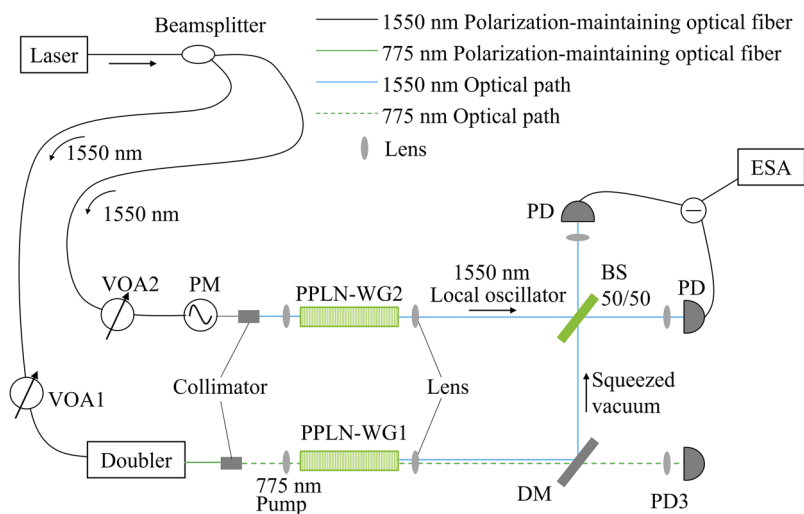 Beamsplitter
Laser
1550 nm Polarization-maintaining optical fiber
775 nm Polarization-maintaining optical fiber
1550 nm Optical path
775 nm Optical path
Lens
1550 nm
1550 nm
ESA
PD
VOA2
PM
PPLN-WG2
1550 nm
Local oscillator
BS
50/50
PD
Collimator
Lens
Squeezed
vacuum
VOA1
Doubler
PPLN-WG1
775 nm
Pump
DM
PD3